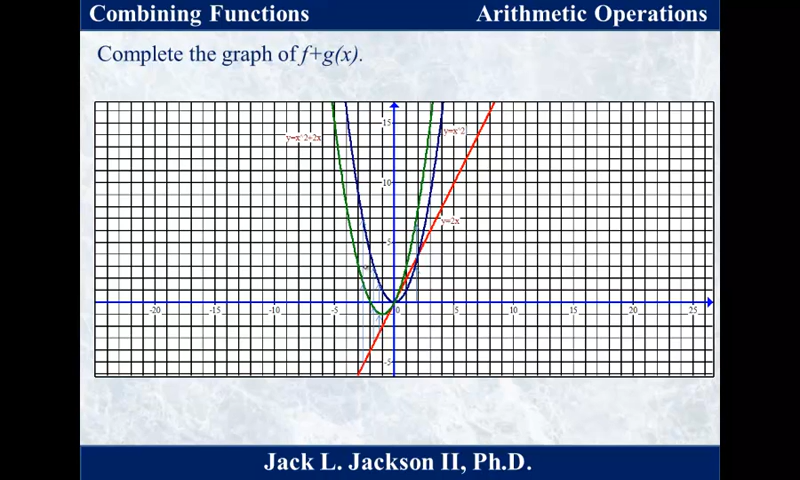 Combining Functions Arithmetic Operations
Complete the graph of f+g(x).
y=x^2+2x
y=x^2
y=2x
15
10
5
-20 -15 -10 -5 0 5 10 15 20 25
-5
Jack L. Jackson II, Ph.D.